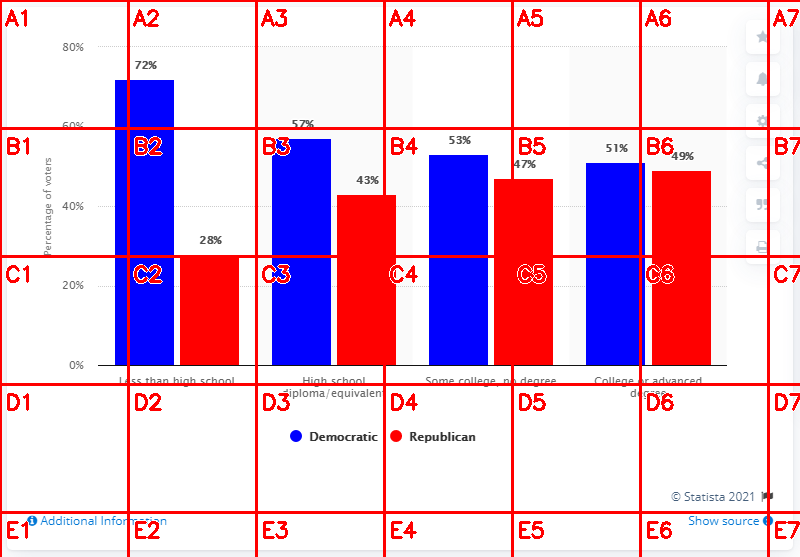 A1 A2 A3 A4 A5 A6 A7
80%
72%
60%
57%
B1 B2 B3 B4 B5 B6 B7
53%
51%
49%
47%
43%
Percentage of voters
40%
28%
C1 C2 C3 C4 C5 C6 C7
20%
0%
Less than high school
High school
diploma/equivalent
Some college, no degree
College or advanced
degree
D1 D2 D3 D4 D5 D6 D7
Democratic Republican
© Statista 2021
Additional Information
Show source
E1 E2 E3 E4 E5 E6 E7